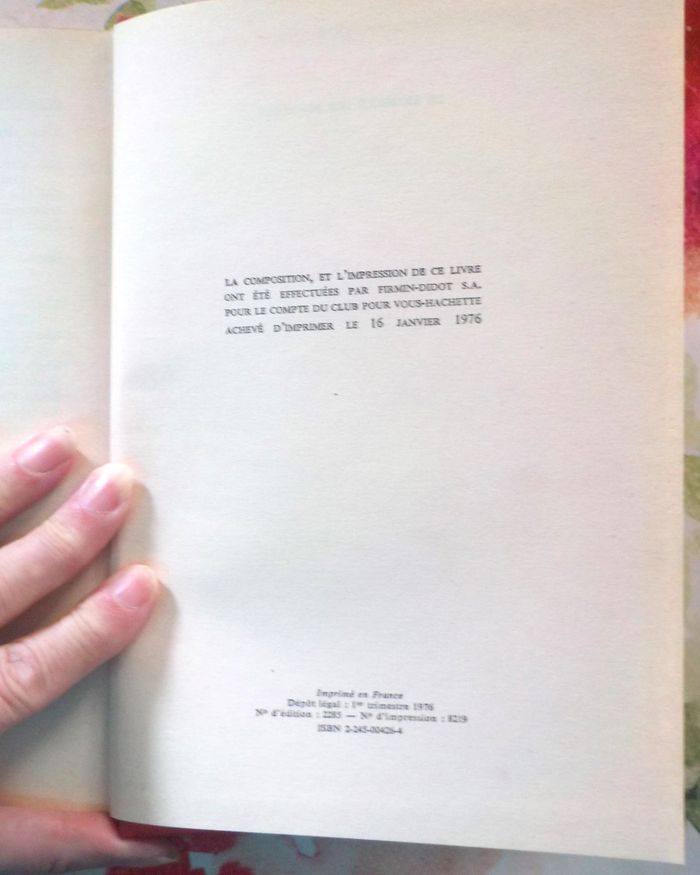 LA COMPOSITION, ET L'IMPRESSION DE CE LIVRE
ONT ÉTÉ EFFECTUÉES PAR FIRMIN-DIDOT S.A.
POUR LE COMPTE DU CLUB POUR VOUS-HACHETTE
ACHEVÉ D'IMPRIMER LE 16 JANVIER 1976
Imprimé en France
Dépôt légal : 1er trimestre 1976
No d'édition : 2285 — No d'impression : 8219
ISBN 2-245-00426-4